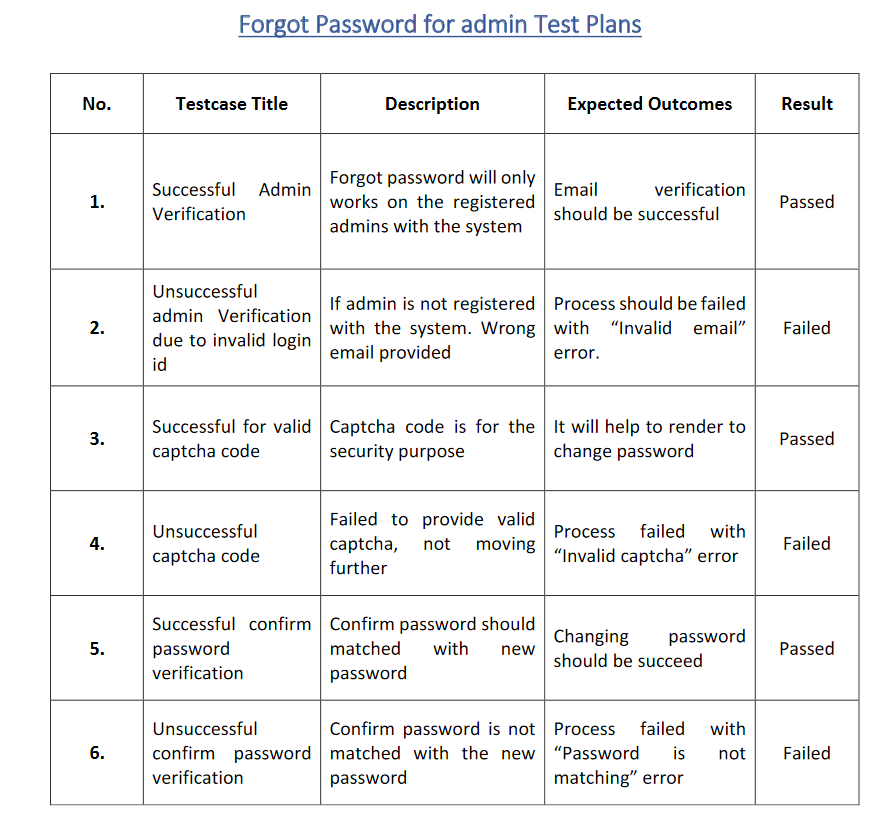 Forgot Password for admin Test Plans
No. Testcase Title Description Expected Outcomes Result
1.
Successful Admin
Verification
Forgot password will only
works on the registered
admins with the system
Email verification
should be successful
Passed
2.
Unsuccessful
admin Verification
due to invalid login
id
If admin is not registered
with the system. Wrong
email provided
Process should be failed
with “Invalid email”
error.
Failed
3.
Successful for valid
captcha code
Captcha code is for the
security purpose
It will help to render to
change password
Passed
4.
Unsuccessful
captcha code
Failed to provide valid
captcha, not moving
further
Process failed with
“Invalid captcha” error
Failed
5.
Successful confirm
password
verification
Confirm password should
matched with new
password
Changing password
should be succeed
Passed
6.
Unsuccessful
confirm password
verification
Confirm password is not
matched with the new
password
Process failed with
“Password is not
matching” error
Failed